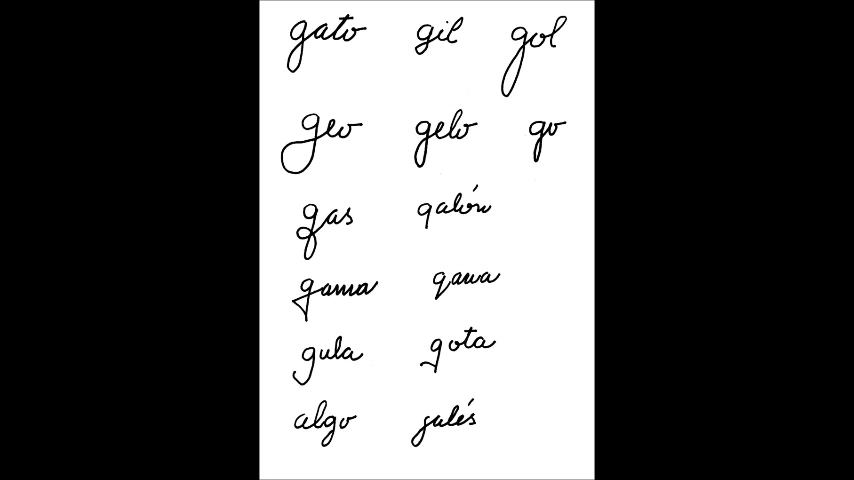 gato gil gol
geo gelo go
gas galón
gama gana
gula gota
algo galés